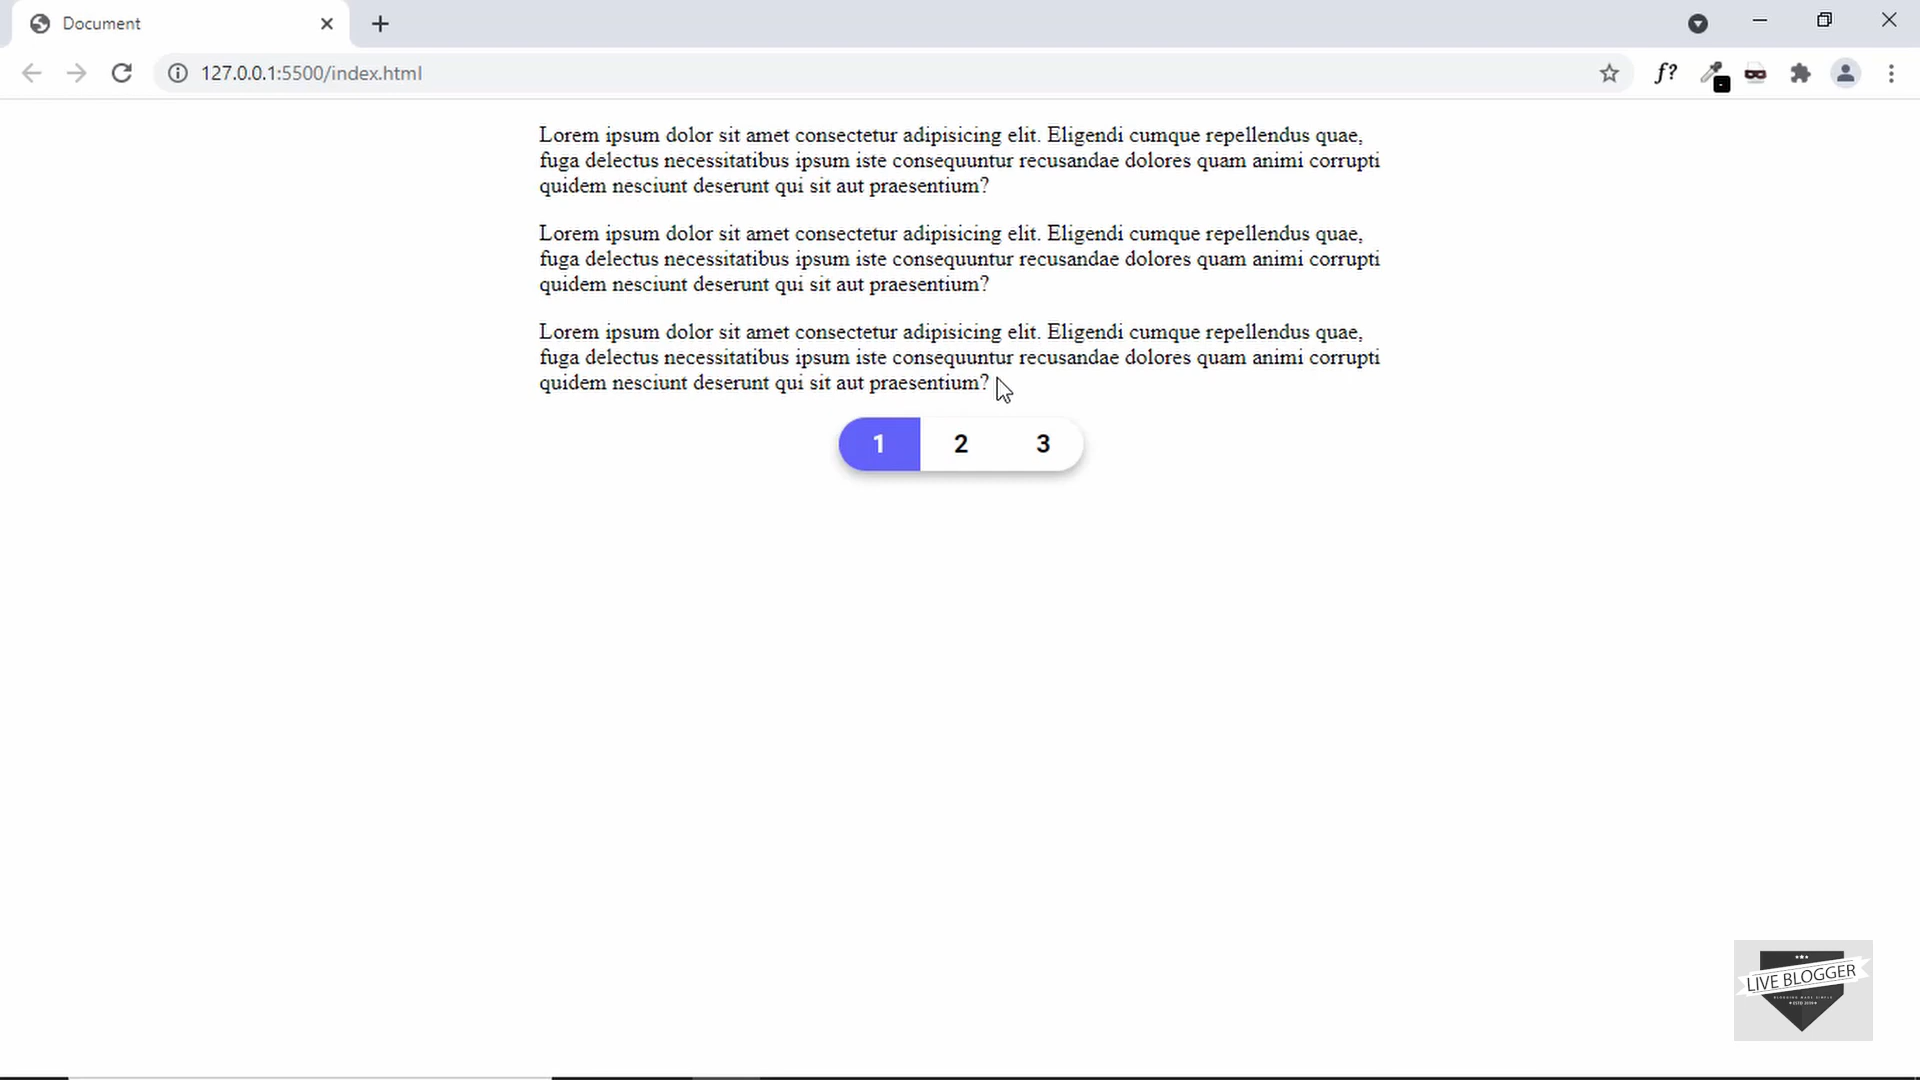 Document
127.0.0.1:5500/index.html
f?
Lorem ipsum dolor sit amet consectetur adipisicing elit. Eligendi cumque repellendus quae,
fuga delectus necessitatibus ipsum iste consequuntur recusandae dolores quam animi corrupti
quidem nesciunt deserunt qui sit aut praesentium?
Lorem ipsum dolor sit amet consectetur adipisicing elit. Eligendi cumque repellendus quae,
fuga delectus necessitatibus ipsum iste consequuntur recusandae dolores quam animi corrupti
quidem nesciunt deserunt qui sit aut praesentium?
Lorem ipsum dolor sit amet consectetur adipisicing elit. Eligendi cumque repellendus quae,
fuga delectus necessitatibus ipsum iste consequuntur recusandae dolores quam animi corrupti
quidem nesciunt deserunt qui sit aut praesentium?
1 2 3
LIVE BLOGGER